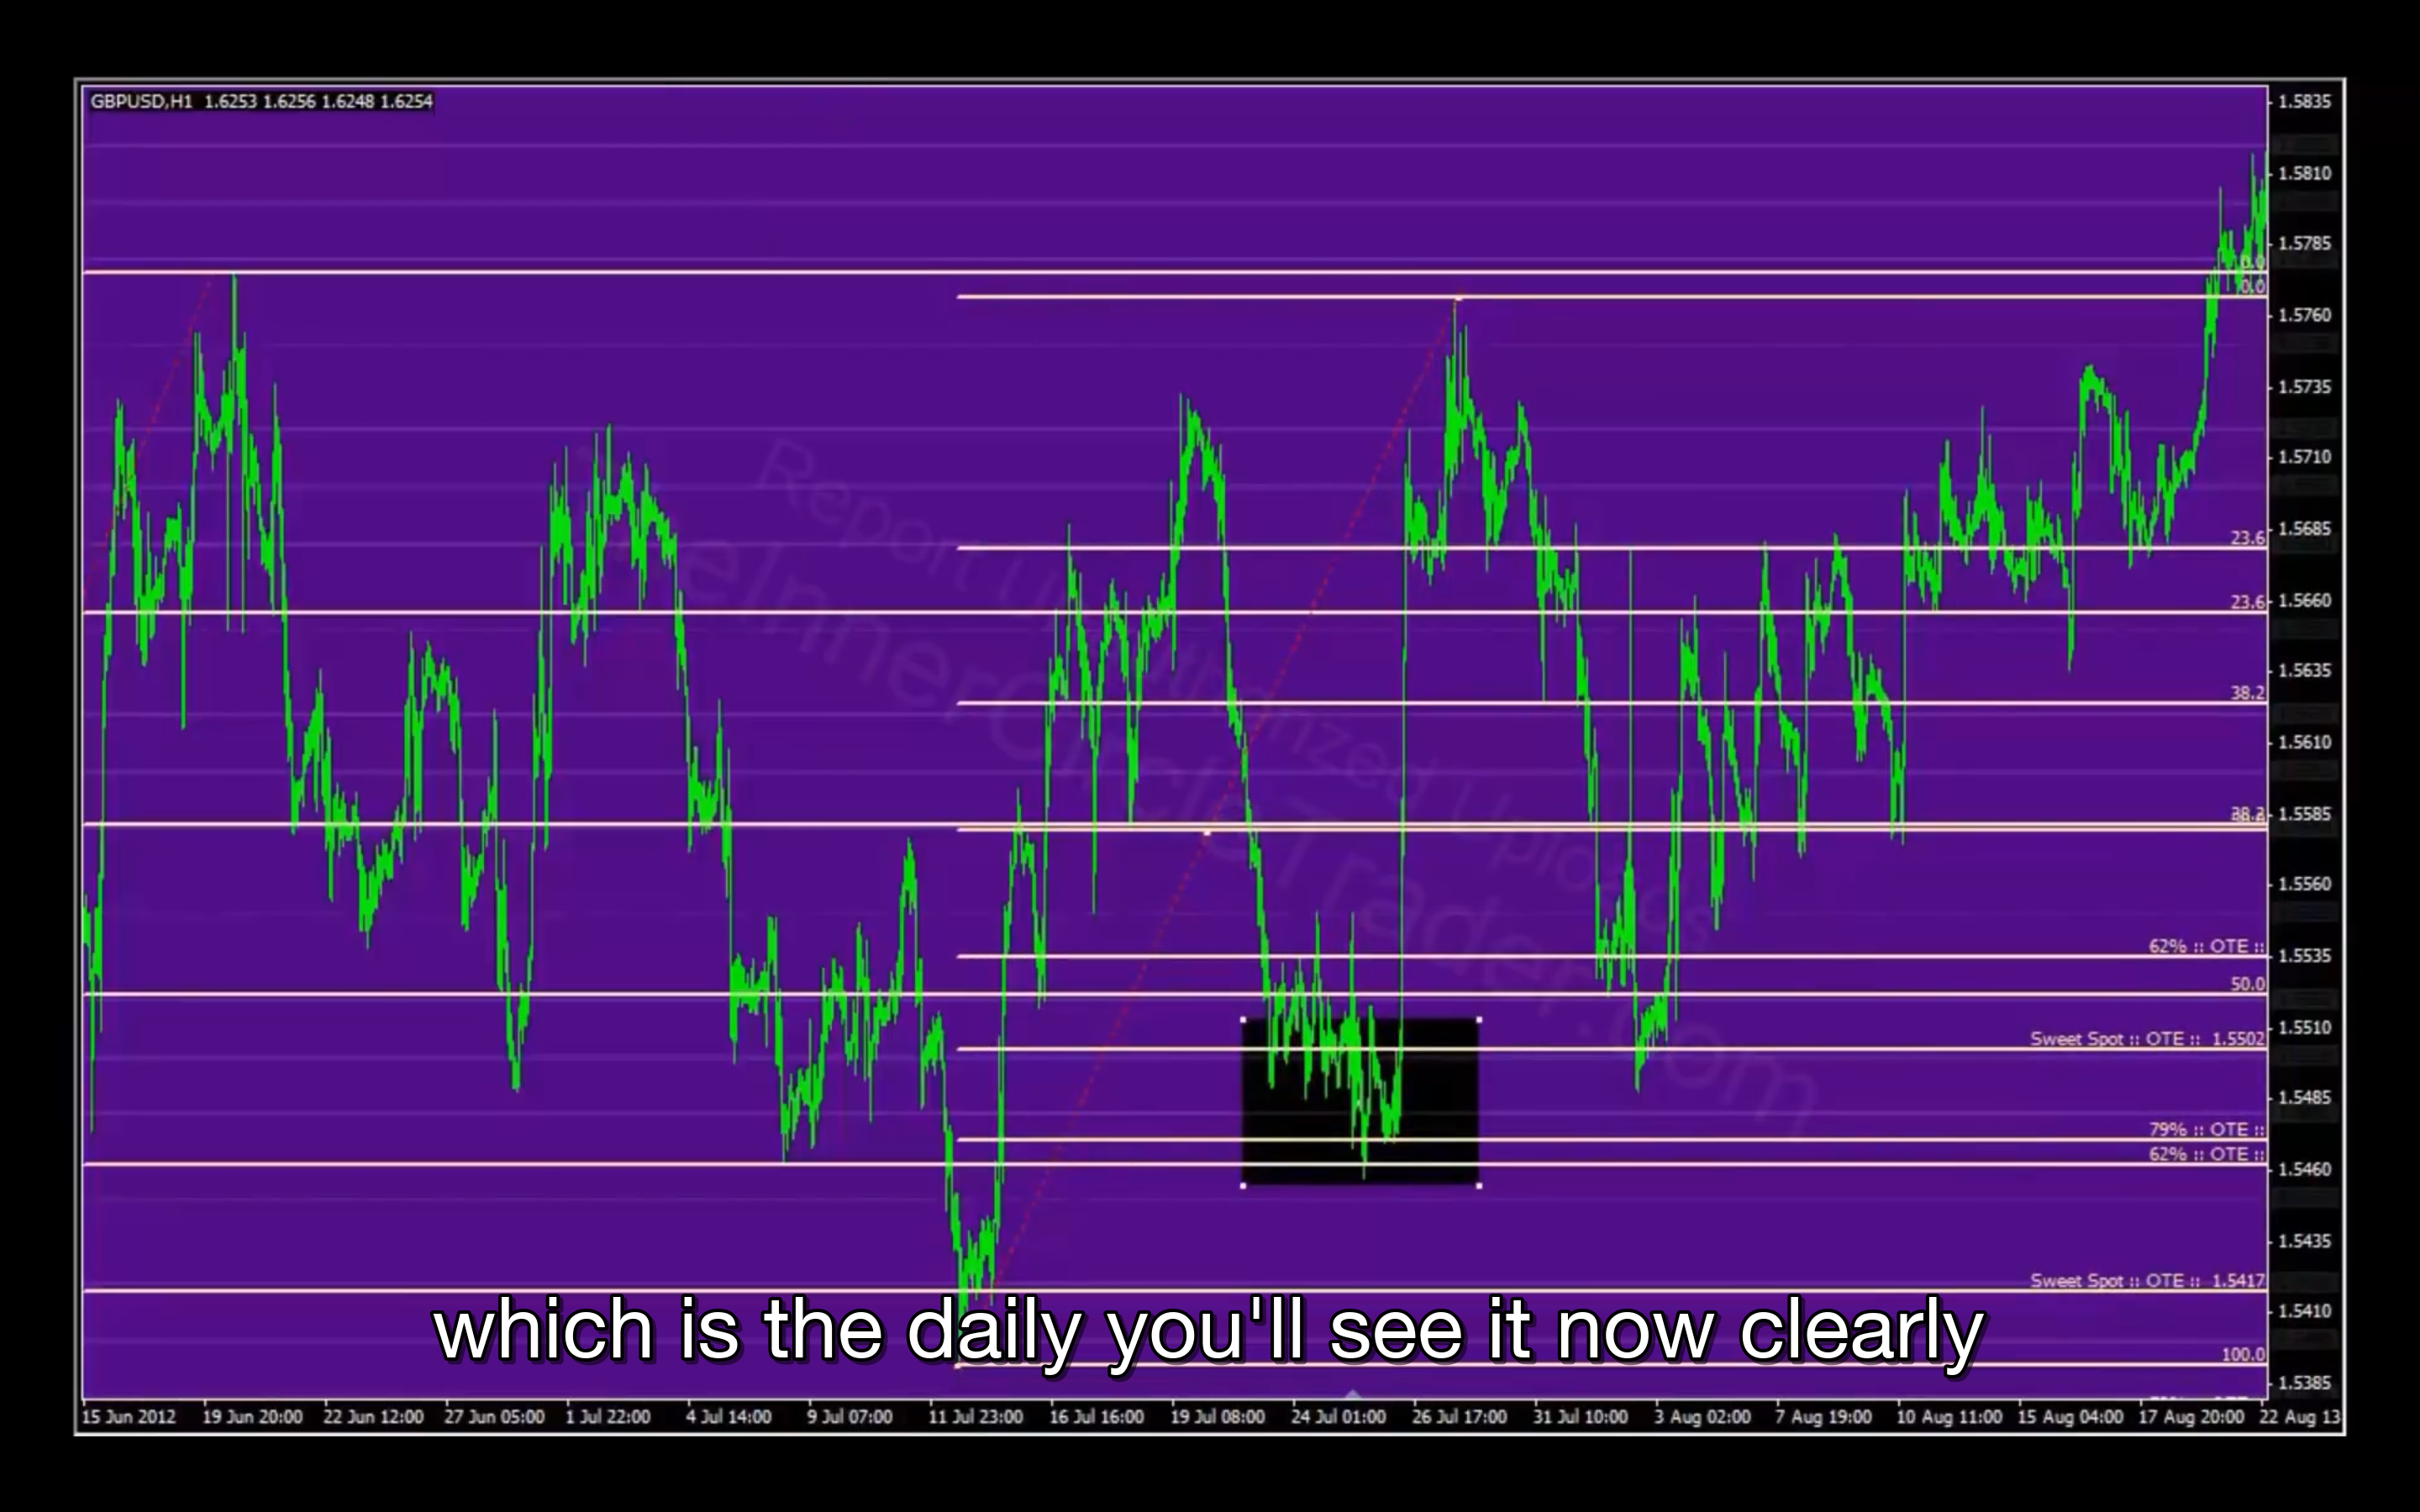 GBPUSD,H1 1.6253 1.6256 1.6248 1.6254
1.5835
1.5810
1.5785
0.0
0.0
1.5760
1.5735
1.5710
1.5685
23.6
1.5660
23.6
1.5635
38.2
1.5610
1.5585
1.5560
62% :: OTE ::
1.5535
50.0
1.5510
Sweet Spot :: OTE :: 1.5502
1.5485
79% :: OTE ::
62% :: OTE ::
1.5460
1.5435
Sweet Spot :: OTE :: 1.5417
1.5410
100.0
1.5385
Report Unauthorized Uploads
TheInnerCircleTrader.com
which is the daily you'll see it now clearly
15 Jun 2012 19 Jun 20:00 22 Jun 12:00 27 Jun 05:00 1 Jul 22:00 4 Jul 14:00 9 Jul 07:00 11 Jul 23:00 16 Jul 16:00 19 Jul 08:00 24 Jul 01:00 26 Jul 17:00 31 Jul 10:00 3 Aug 02:00 7 Aug 19:00 10 Aug 11:00 15 Aug 04:00 17 Aug 20:00 22 Aug 13